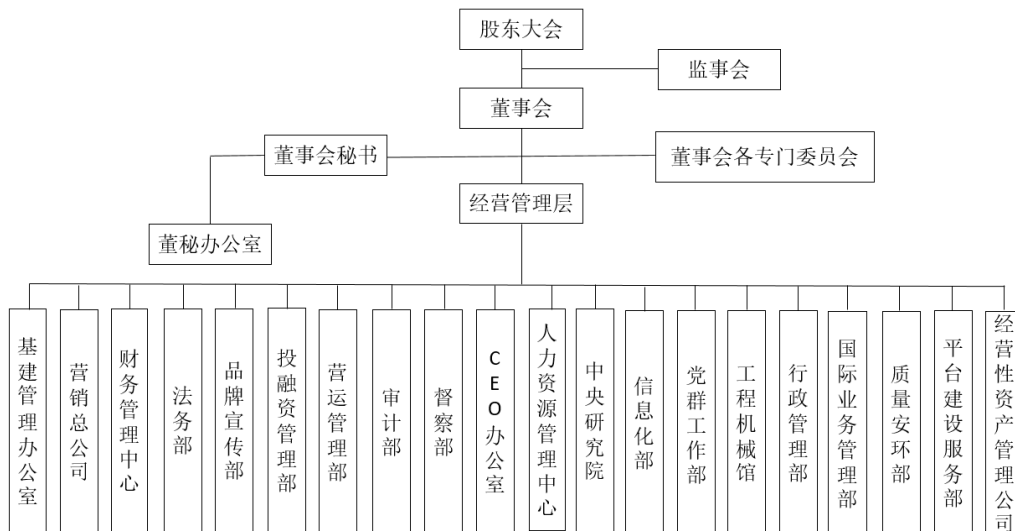 股东大会
监事会
董事会
董事会秘书
董事会各专门委员会
经营管理层
董秘办公室
基建管理办公室
营销总公司
财务管理中心
法务部
品牌宣传部
投融资管理部
营运管理部
审计部
督察部
CEO办公室
人力资源管理中心
中央研究院
信息化部
党群工作部
工程机械馆
行政管理部
国际业务管理部
质量安环部
平台建设服务部
经营性资产管理公司